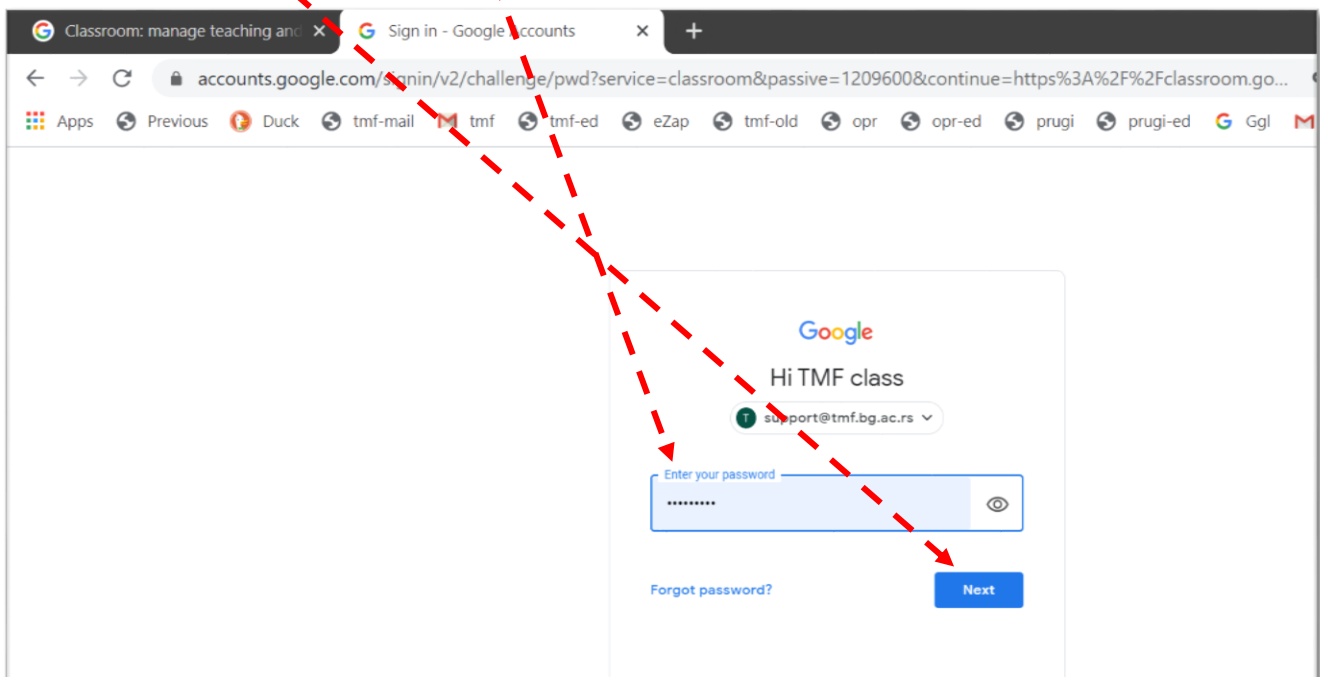 Classroom: manage teaching and
Sign in - Google Accounts
accounts.google.com/signin/v2/challenge/pwd?service=classroom&passive=1209600&continue=https%3A%2F%2Fclassroom.go...
Apps Previous Duck tmf-mail tmf tmf-ed eZap tmf-old opr opr-ed prugi prugi-ed Ggl
Google
Hi TMF class
T support@tmf.bg.ac.rs
Enter your password
•••••••••
Forgot password? Next